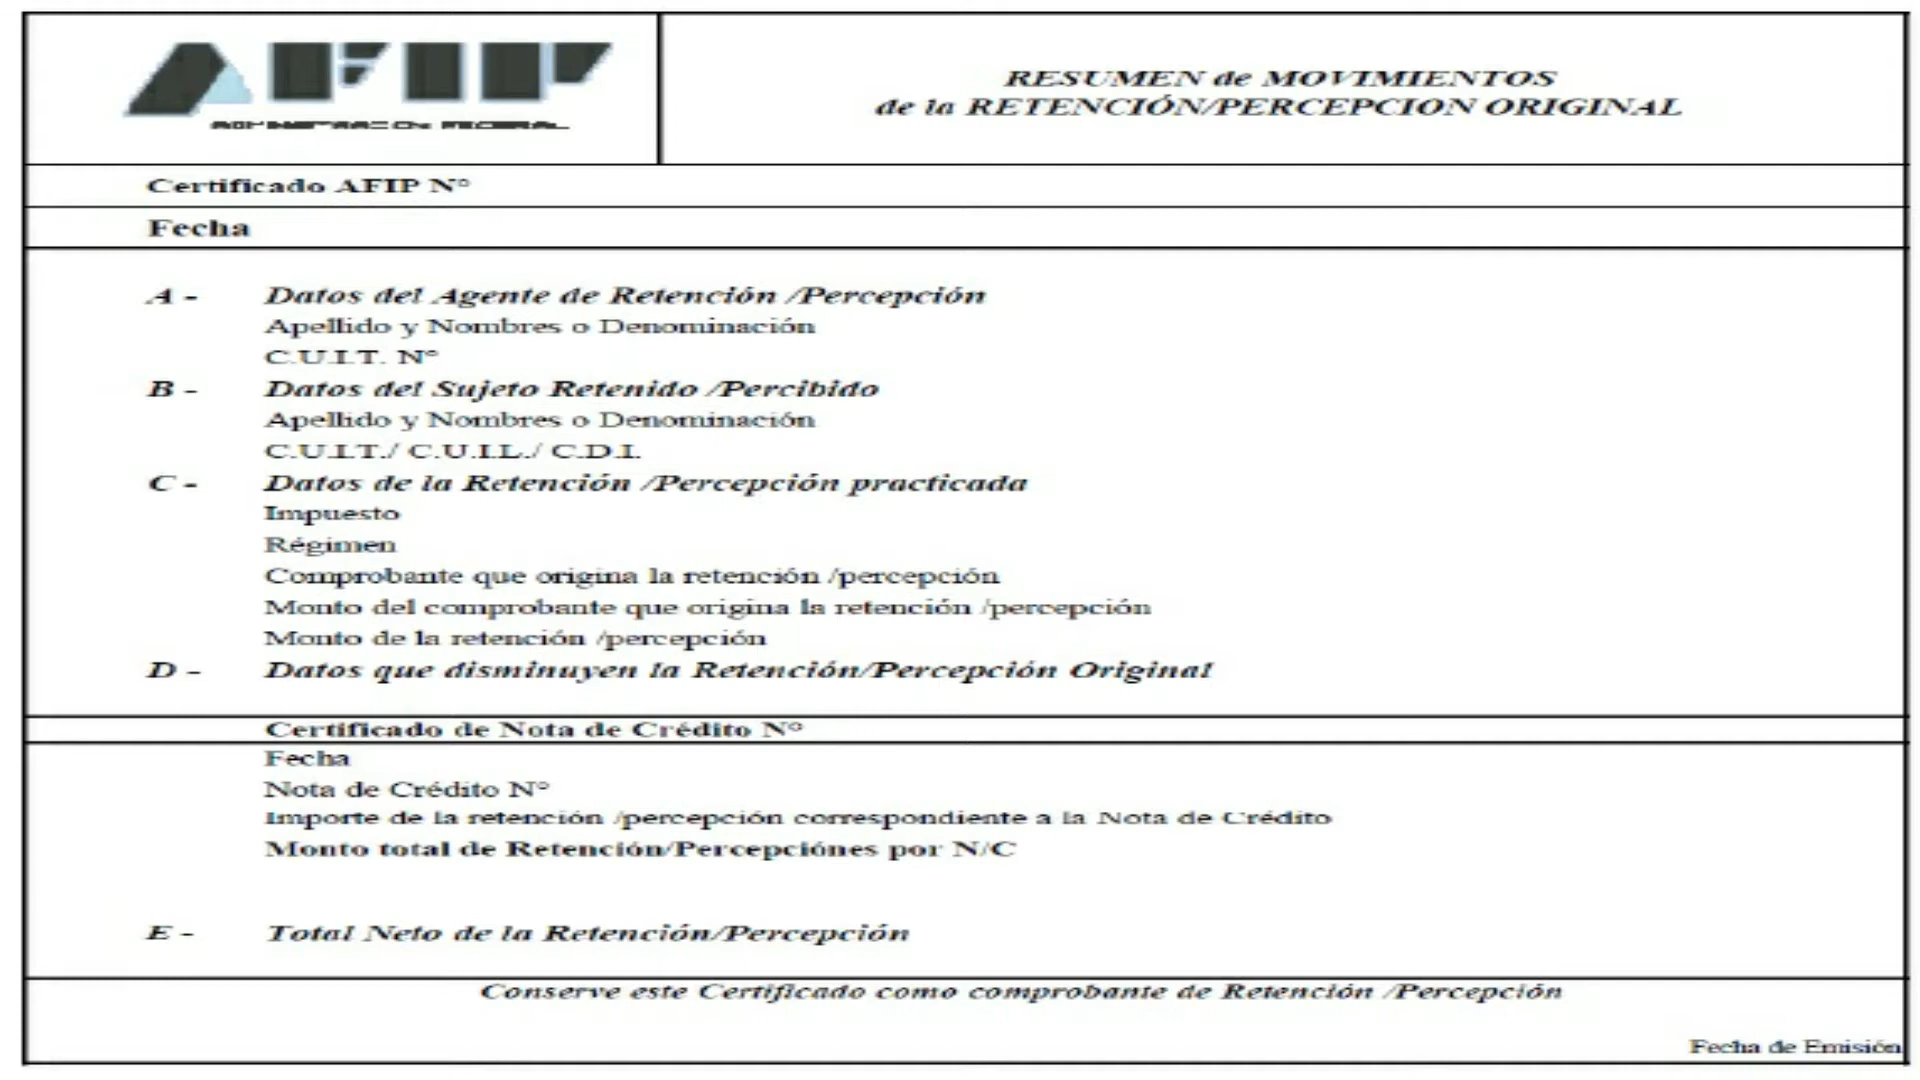 AFIP
ADMINISTRACION FEDERAL
RESUMEN de MOVIMIENTOS
de la RETENCIÓN/PERCEPCION ORIGINAL
Certificado AFIP N°
Fecha
A - Datos del Agente de Retención /Percepción
Apellido y Nombres o Denominación
C.U.I.T. N°
B - Datos del Sujeto Retenido /Percibido
Apellido y Nombres o Denominación
C.U.I.T./ C.U.I.L./ C.D.I.
C - Datos de la Retención /Percepción practicada
Impuesto
Régimen
Comprobante que origina la retención /percepción
Monto del comprobante que origina la retención /percepción
Monto de la retención /percepción
D - Datos que disminuyen la Retención/Percepción Original
Certificado de Nota de Crédito N°
Fecha
Nota de Crédito N°
Importe de la retención /percepción correspondiente a la Nota de Crédito
Monto total de Retención/Percepciónes por N/C
E - Total Neto de la Retención/Percepción
Conserve este Certificado como comprobante de Retención /Percepción
Fecha de Emisión